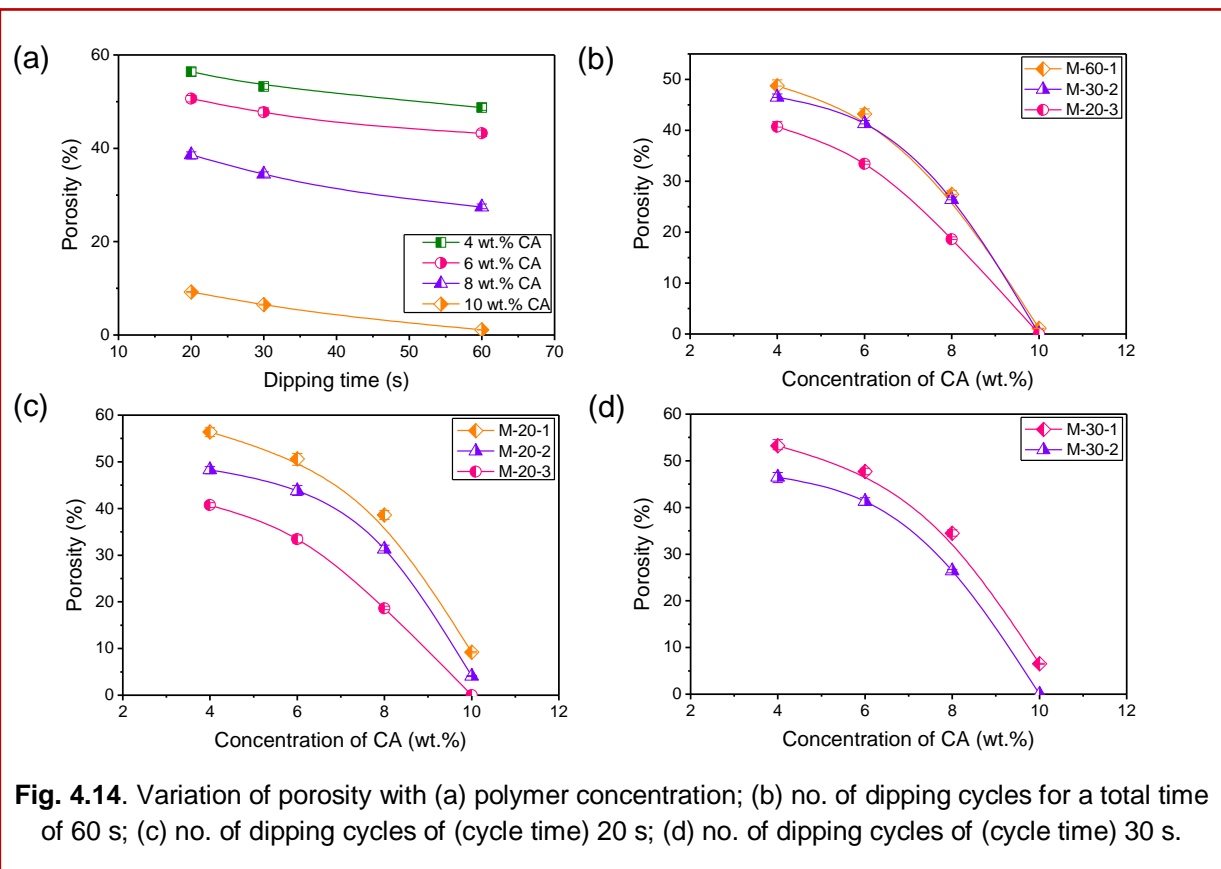 (a)
60
40
20
0
10 20 30 40 50 60 70
Porosity (%)
Dipping time (s)
4 wt.% CA
6 wt.% CA
8 wt.% CA
10 wt.% CA
(b)
50
40
30
20
10
0
2 4 6 8 10 12
Porosity (%)
Concentration of CA (wt.%)
M-60-1
M-30-2
M-20-3
(c)
60
50
40
30
20
10
0
2 4 6 8 10 12
Porosity (%)
Concentration of CA (wt.%)
M-20-1
M-20-2
M-20-3
(d)
60
50
40
30
20
10
0
2 4 6 8 10 12
Porosity (%)
Concentration of CA (wt.%)
M-30-1
M-30-2
Fig. 4.14. Variation of porosity with (a) polymer concentration; (b) no. of dipping cycles for a total time
of 60 s; (c) no. of dipping cycles of (cycle time) 20 s; (d) no. of dipping cycles of (cycle time) 30 s.